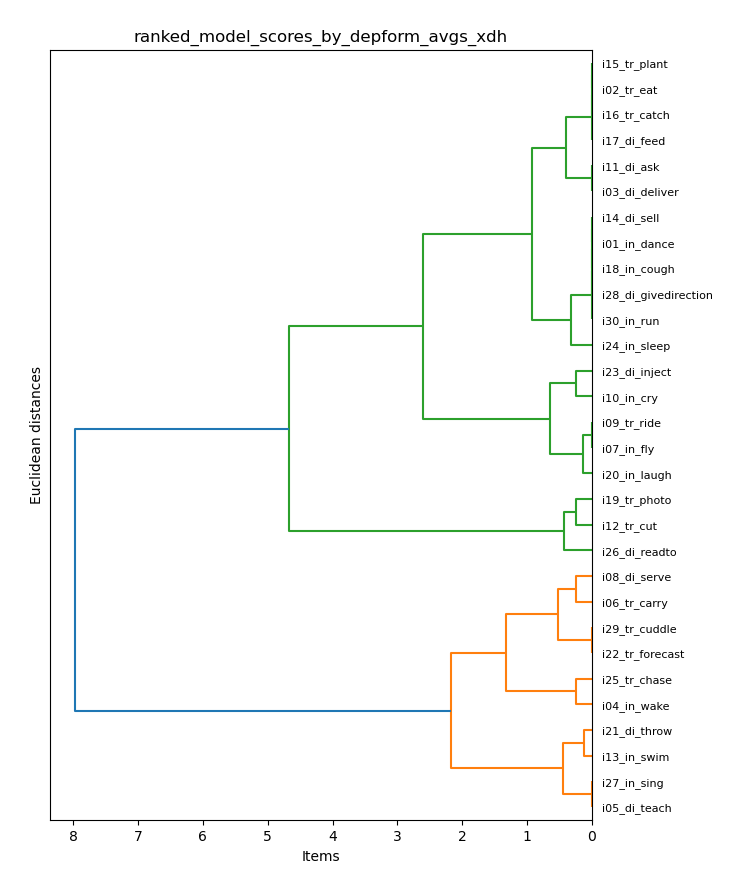 ranked_model_scores_by_depform_avgs_xdh
i15_tr_plant
i02_tr_eat
i16_tr_catch
i17_di_feed
i11_di_ask
i03_di_deliver
i14_di_sell
i01_in_dance
i18_in_cough
i28_di_givedirection
i30_in_run
i24_in_sleep
i23_di_inject
i10_in_cry
i09_tr_ride
i07_in_fly
i20_in_laugh
i19_tr_photo
i12_tr_cut
i26_di_readto
i08_di_serve
i06_tr_carry
i29_tr_cuddle
i22_tr_forecast
i25_tr_chase
i04_in_wake
i21_di_throw
i13_in_swim
i27_in_sing
i05_di_teach
Euclidean distances
8 7 6 5 4 3 2 1 0
Items